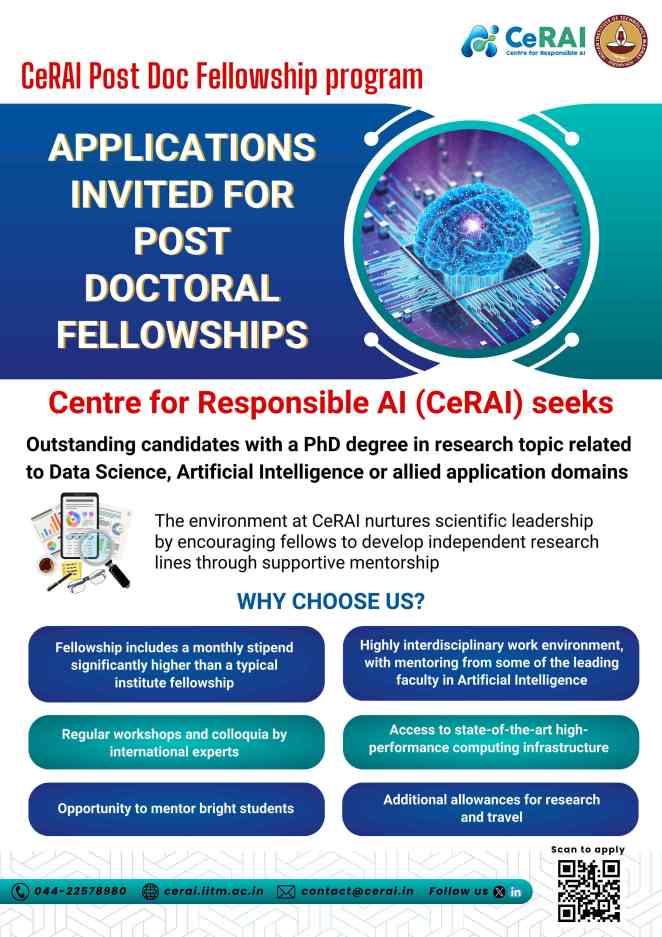 CeRAI
Centre for Responsible AI
CeRAI Post Doc Fellowship program
APPLICATIONS
INVITED FOR
POST
DOCTORAL
FELLOWSHIPS
Centre for Responsible AI (CeRAI) seeks
Outstanding candidates with a PhD degree in research topic related
to Data Science, Artificial Intelligence or allied application domains
The environment at CeRAI nurtures scientific leadership
by encouraging fellows to develop independent research
lines through supportive mentorship
WHY CHOOSE US?
Fellowship includes a monthly stipend
significantly higher than a typical
institute fellowship
Highly interdisciplinary work environment,
with mentoring from some of the leading
faculty in Artificial Intelligence
Regular workshops and colloquia by
international experts
Access to state-of-the-art high-
performance computing infrastructure
Opportunity to mentor bright students
Additional allowances for research
and travel
Scan to apply
044-22578980 cerai.iitm.ac.in contact@cerai.in Follow us X in